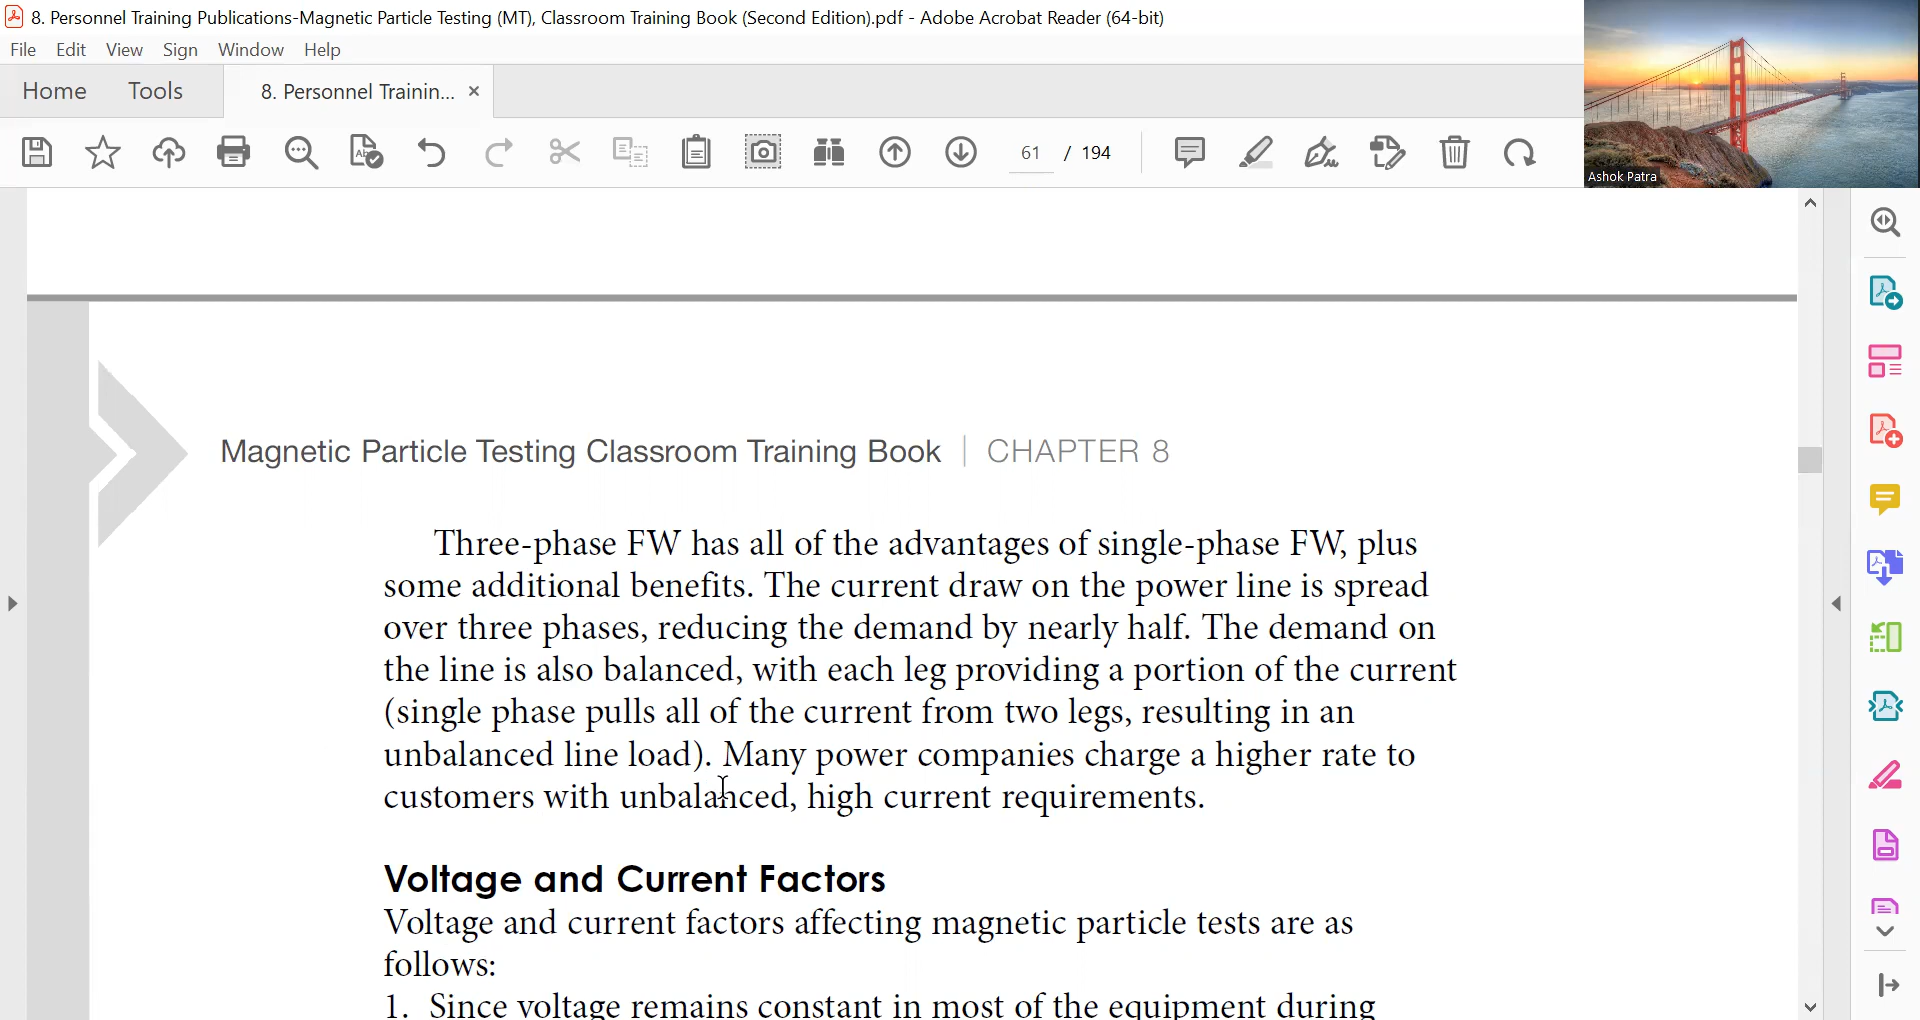 8. Personnel Training Publications-Magnetic Particle Testing (MT), Classroom Training Book (Second Edition).pdf - Adobe Acrobat Reader (64-bit)
File Edit View Sign Window Help
Home Tools 8. Personnel Trainin... ×
61 / 194
Ashok Patra
Magnetic Particle Testing Classroom Training Book | CHAPTER 8
Three-phase FW has all of the advantages of single-phase FW, plus
some additional benefits. The current draw on the power line is spread
over three phases, reducing the demand by nearly half. The demand on
the line is also balanced, with each leg providing a portion of the current
(single phase pulls all of the current from two legs, resulting in an
unbalanced line load). Many power companies charge a higher rate to
customers with unbalanced, high current requirements.
Voltage and Current Factors
Voltage and current factors affecting magnetic particle tests are as
follows:
1. Since voltage remains constant in most of the equipment during